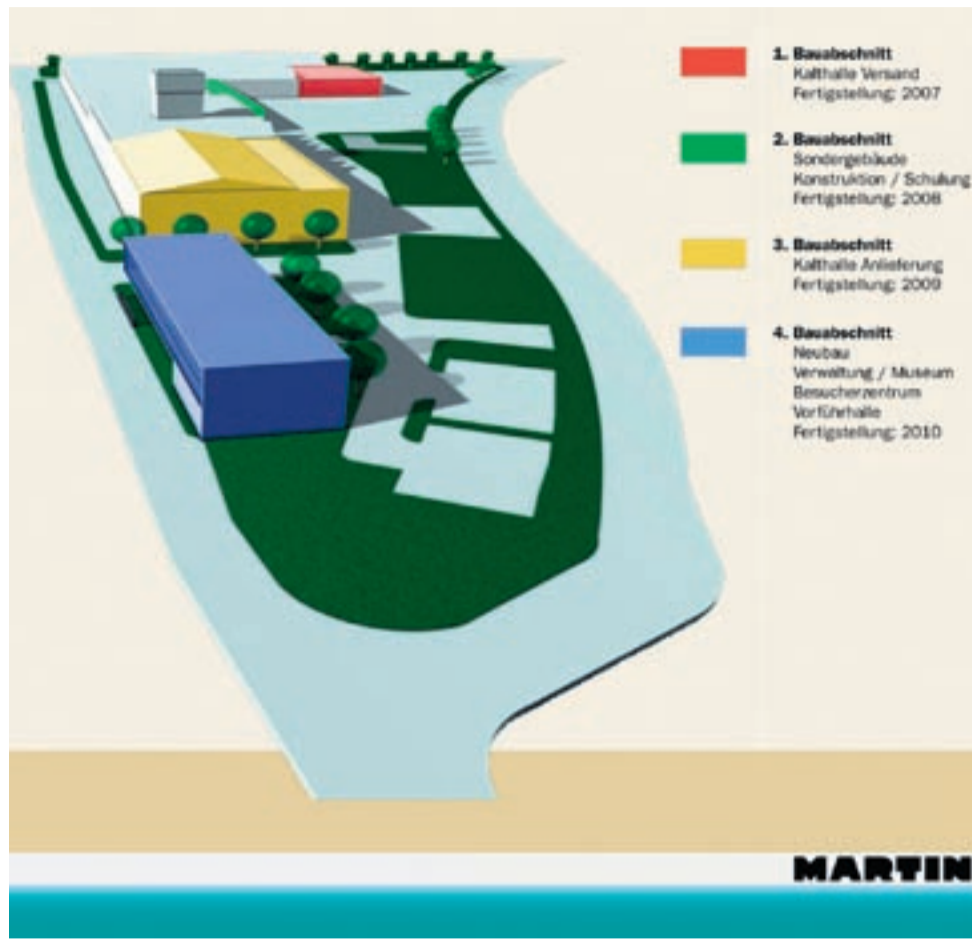 1. Bauabschnitt
Kalthalle Versand
Fertigstellung: 2007
2. Bauabschnitt
Sondergebäude
Konstruktion / Schulung
Fertigstellung: 2008
3. Bauabschnitt
Kalthalle Anlieferung
Fertigstellung: 2009
4. Bauabschnitt
Neubau
Verwaltung / Museum
Besucherzentrum
Vorführhalle
Fertigstellung: 2010
MARTIN